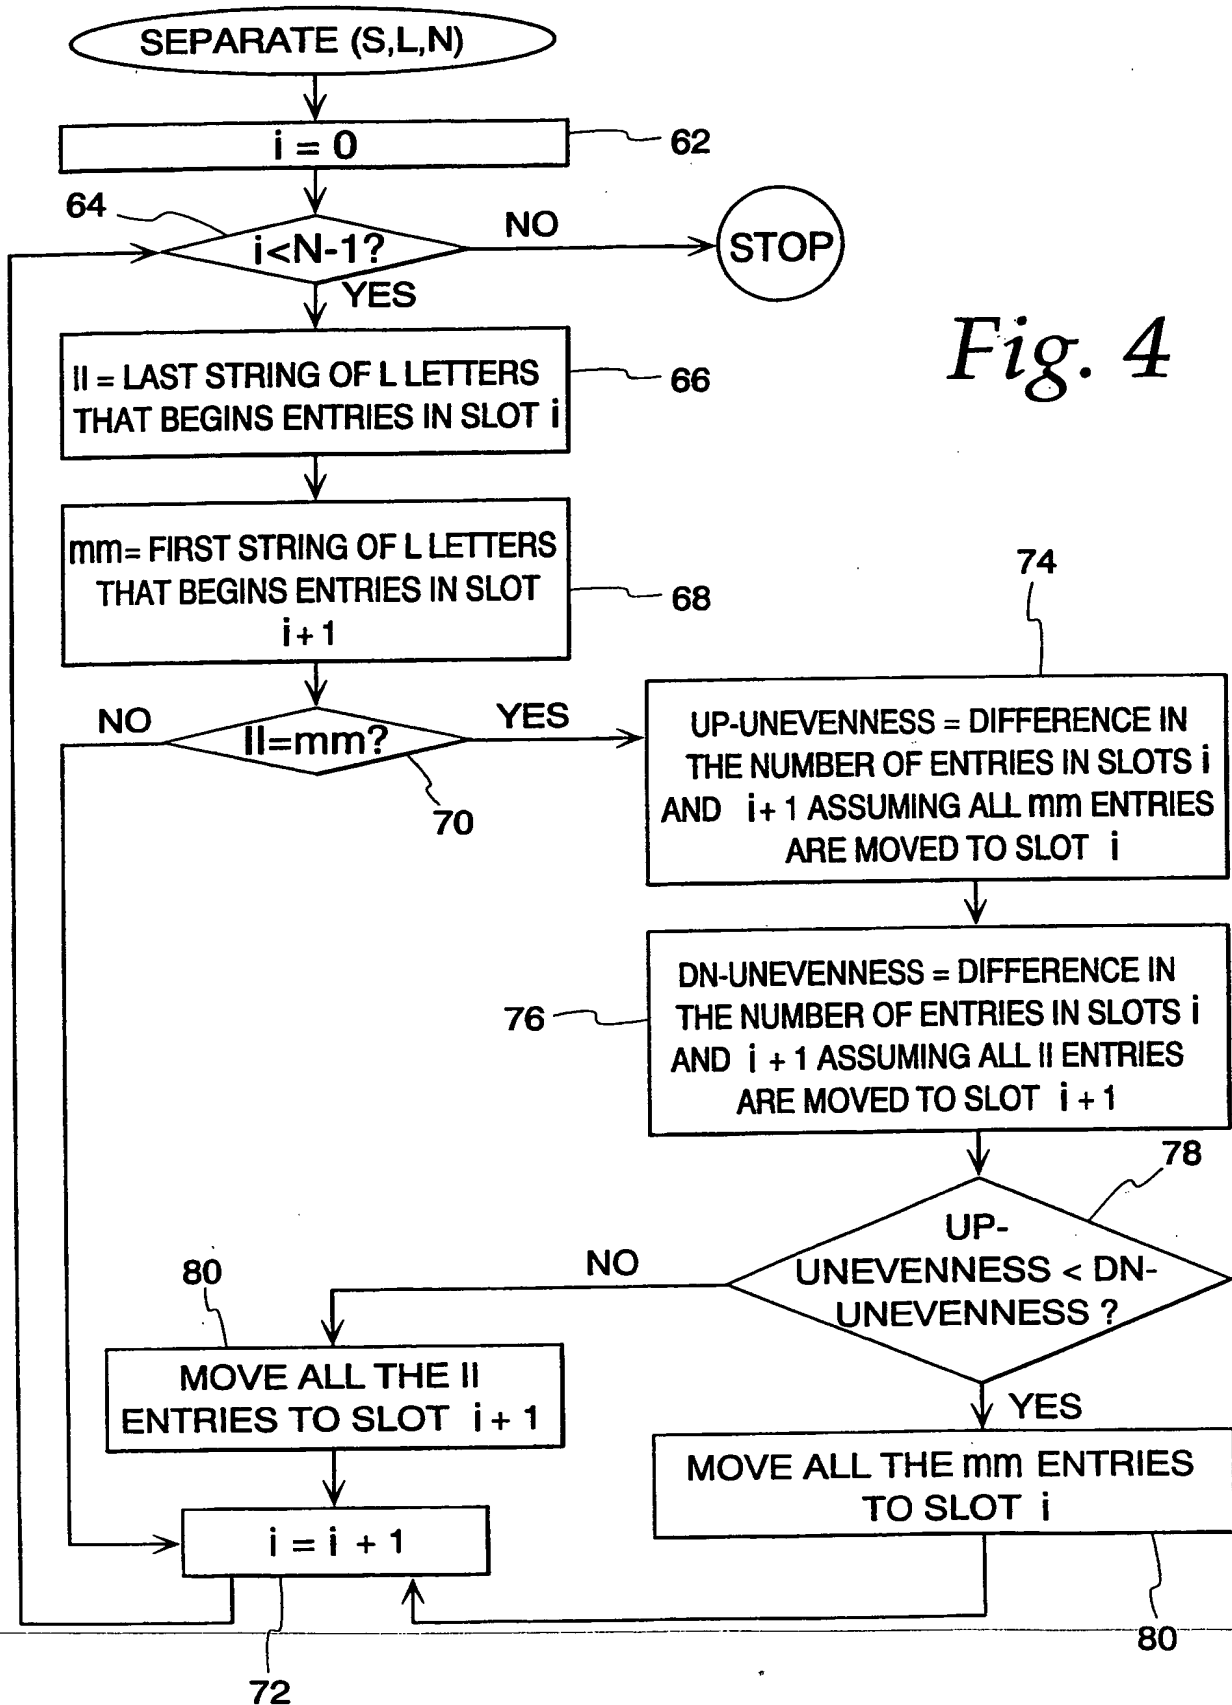 SEPARATE (S,L,N)
i = 0
62
64
i<N-1?
NO
STOP
YES
Fig. 4
ll = LAST STRING OF L LETTERS
THAT BEGINS ENTRIES IN SLOT i
66
mm= FIRST STRING OF L LETTERS
THAT BEGINS ENTRIES IN SLOT
i+1
68
NO
ll=mm?
YES
70
74
UP-UNEVENNESS = DIFFERENCE IN
THE NUMBER OF ENTRIES IN SLOTS i
AND i+1 ASSUMING ALL mm ENTRIES
ARE MOVED TO SLOT i
DN-UNEVENNESS = DIFFERENCE IN
THE NUMBER OF ENTRIES IN SLOTS i
AND i + 1 ASSUMING ALL ll ENTRIES
ARE MOVED TO SLOT i + 1
76
78
UP-
UNEVENNESS < DN-
UNEVENNESS ?
NO
80
MOVE ALL THE ll
ENTRIES TO SLOT i + 1
YES
MOVE ALL THE mm ENTRIES
TO SLOT i
80
i = i + 1
72